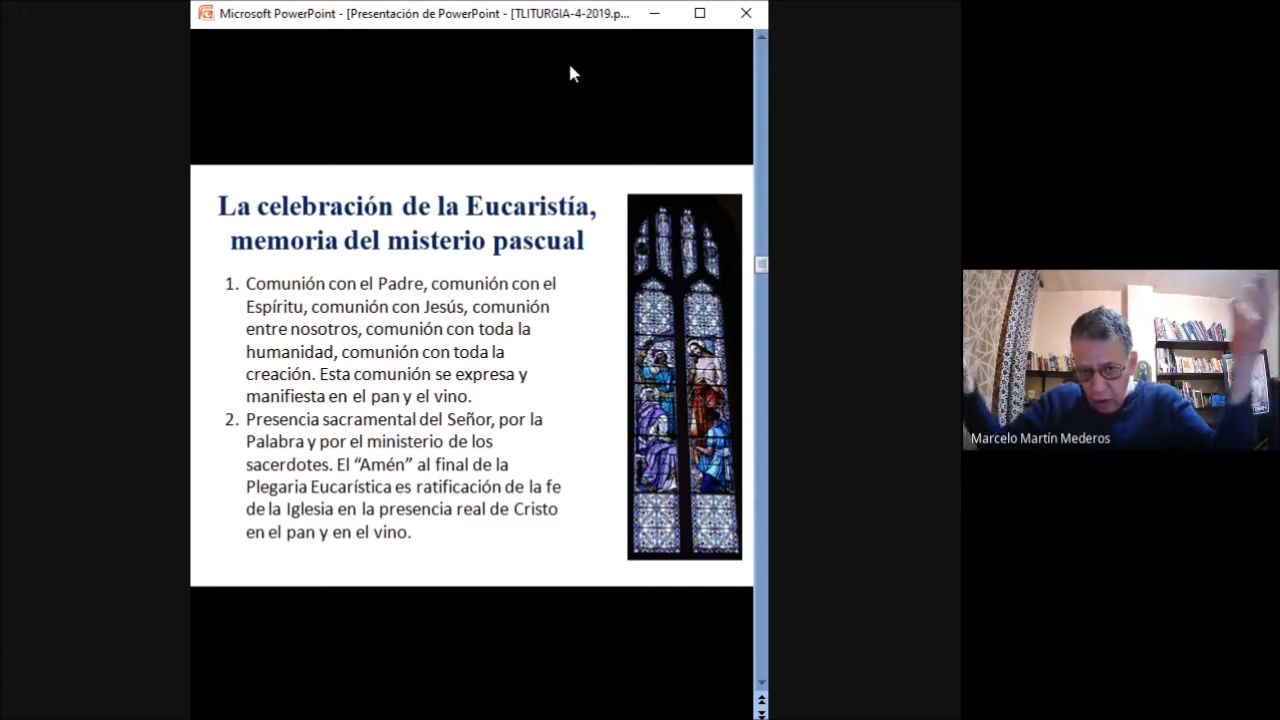 Microsoft PowerPoint - [Presentación de PowerPoint - [TLITURGIA-4-2019.p...
La celebración de la Eucaristía,
memoria del misterio pascual
1. Comunión con el Padre, comunión con el
Espíritu, comunión con Jesús, comunión
entre nosotros, comunión con toda la
humanidad, comunión con toda la
creación. Esta comunión se expresa y
manifiesta en el pan y el vino.
2. Presencia sacramental del Señor, por la
Palabra y por el ministerio de los
sacerdotes. El “Amén” al final de la
Plegaria Eucarística es ratificación de la fe
de la Iglesia en la presencia real de Cristo
en el pan y en el vino.
Marcelo Martín Mederos